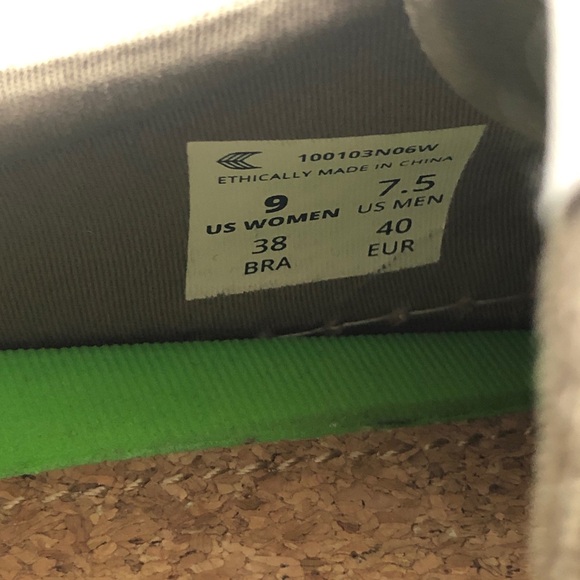 100103N06W
ETHICALLY MADE IN CHINA
9 7.5
US WOMEN US MEN
38 40
BRA EUR